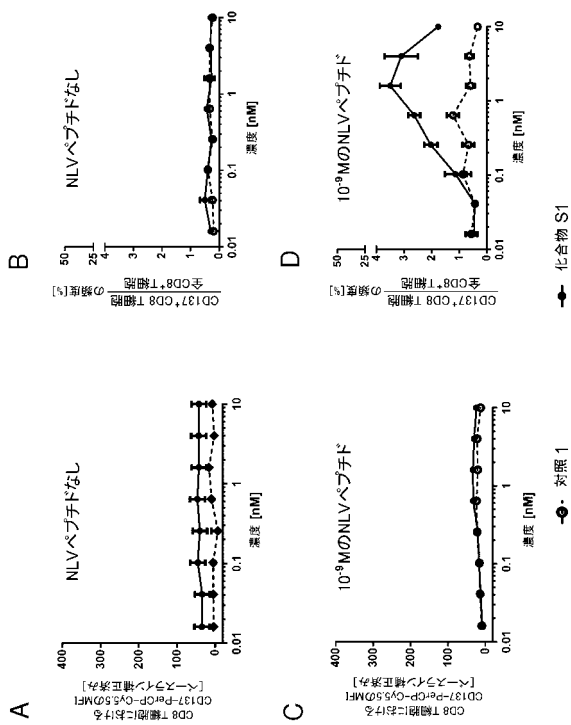 A
NLVペプチドなし
CD8 T細胞における
CD137-PerCP-Cy5.5のMFI
[ベースライン補正済み]
400
300
200
100
0
0.01
0.1
1
10
濃度 [nM]
B
NLVペプチドなし
CD137⁺CD8 T細胞
全CD8⁺T細胞
の頻度 [%]
50
25
4
3
2
1
0
0.01
0.1
1
10
濃度 [nM]
C
10⁻⁹MのNLVペプチド
CD8 T細胞における
CD137-PerCP-Cy5.5のMFI
[ベースライン補正済み]
400
300
200
100
0
0.01
0.1
1
10
濃度 [nM]
D
10⁻⁹MのNLVペプチド
CD137⁺CD8 T細胞
全CD8⁺T細胞
の頻度 [%]
50
25
4
3
2
1
0
0.01
0.1
1
10
濃度 [nM]
対照 1
化合物 S1